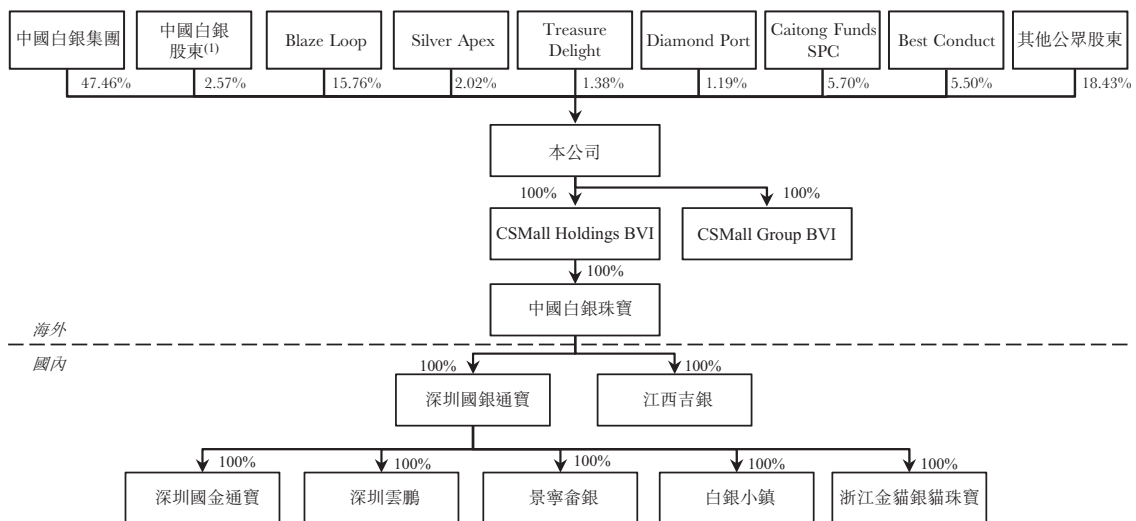 中國白銀集團
中國白銀
股東(1)
Blaze Loop
Silver Apex
Treasure
Delight
Diamond Port
Caitong Funds
SPC
Best Conduct
其他公眾股東
47.46%
2.57%
15.76%
2.02%
1.38%
1.19%
5.70%
5.50%
18.43%
本公司
100%
100%
CSMall Holdings BVI
CSMall Group BVI
100%
中國白銀珠寶
海外
國內
100%
100%
深圳國銀通寶
江西吉銀
100%
100%
100%
100%
100%
深圳國金通寶
深圳雲鵬
景寧畬銀
白銀小鎮
浙江金貓銀貓珠寶